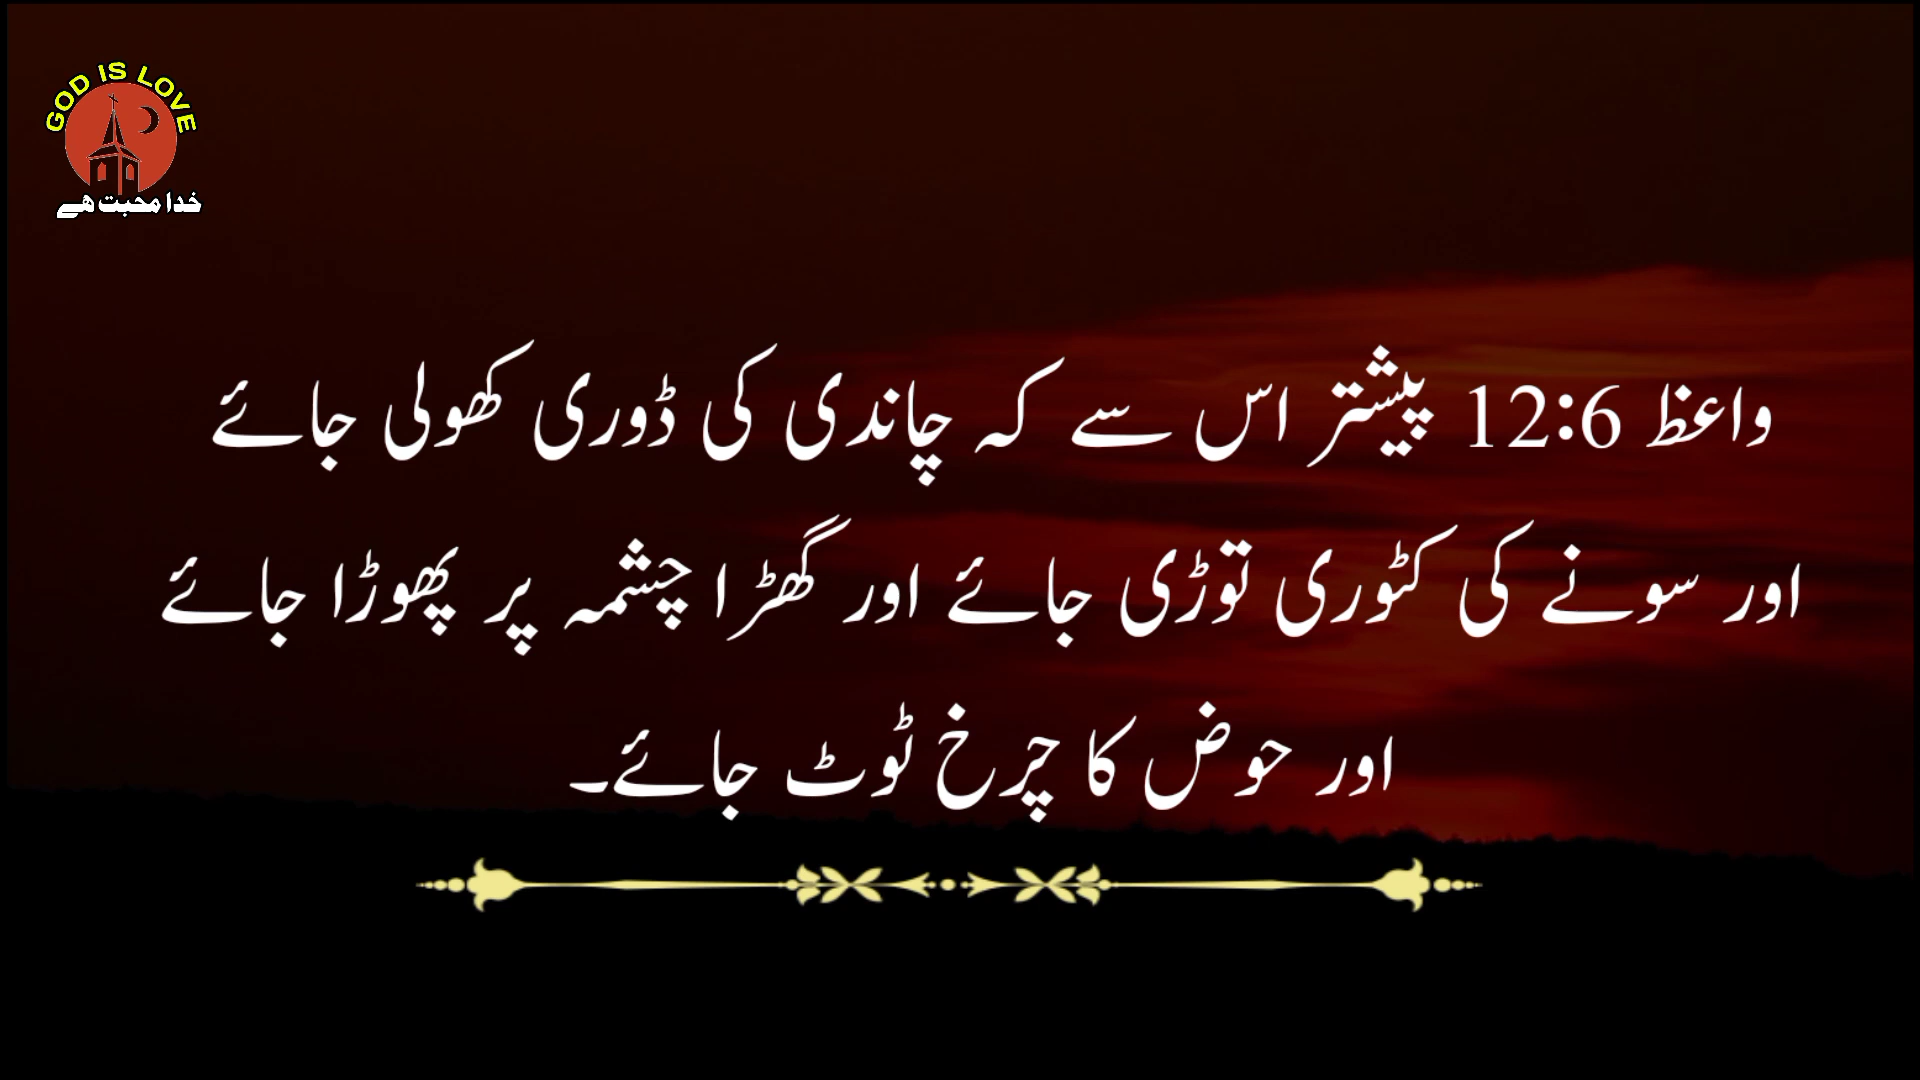 GOD IS LOVE
خدا محبت ھے
واعظ 12:6 پیشتر اس سے کہ چاندی کی ڈوری کھولی جائے
اور سونے کی کٹوری توڑی جائے اور گھڑا چشمہ پر پھوڑا جائے
اور حوض کا چرخ ٹوٹ جائے۔